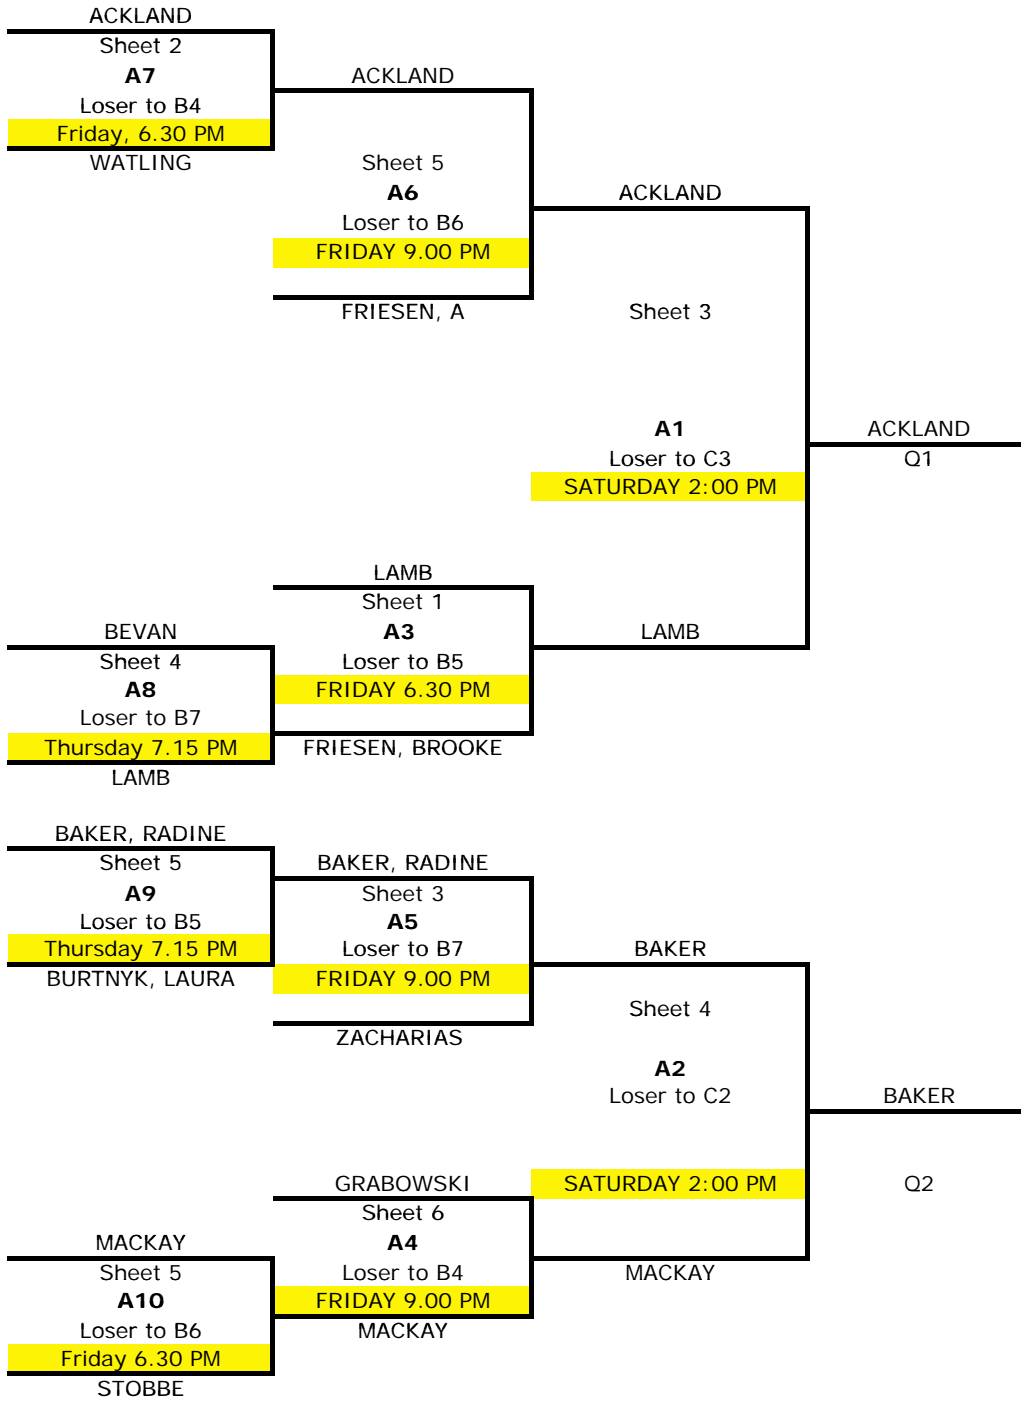 ACKLAND
Sheet 2
A7
Loser to B4
Friday, 6.30 PM
WATLING
ACKLAND
Sheet 5
A6
Loser to B6
FRIDAY 9.00 PM
FRIESEN, A
ACKLAND
Sheet 3
A1
Loser to C3
SATURDAY 2:00 PM
ACKLAND
Q1
LAMB
Sheet 1
A3
Loser to B5
FRIDAY 6.30 PM
FRIESEN, BROOKE
LAMB
BEVAN
Sheet 4
A8
Loser to B7
Thursday 7.15 PM
LAMB
BAKER, RADINE
Sheet 5
A9
Loser to B5
Thursday 7.15 PM
BURTNYK, LAURA
BAKER, RADINE
Sheet 3
A5
Loser to B7
FRIDAY 9.00 PM
ZACHARIAS
BAKER
Sheet 4
A2
Loser to C2
SATURDAY 2:00 PM
BAKER
Q2
GRABOWSKI
Sheet 6
A4
Loser to B4
FRIDAY 9.00 PM
MACKAY
MACKAY
MACKAY
Sheet 5
A10
Loser to B6
Friday 6.30 PM
STOBBE